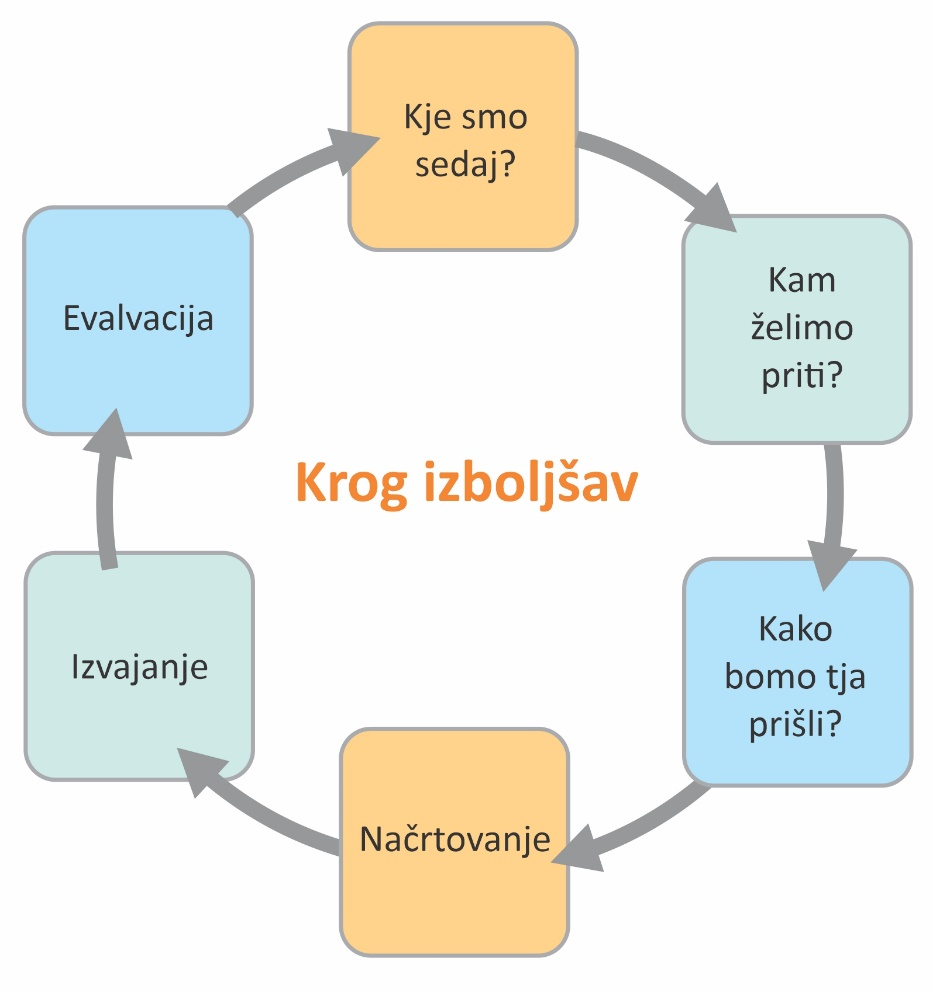 Kje smo
sedaj?
Kam
želimo
priti?
Kako
bomo tja
prišli?
Načrtovanje
Izvajanje
Evalvacija
Krog izboljšav